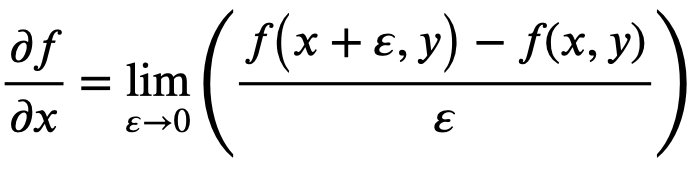 ∂f/∂x = lim_{ε→0} ( (f(x + ε, y) − f(x, y)) / ε )